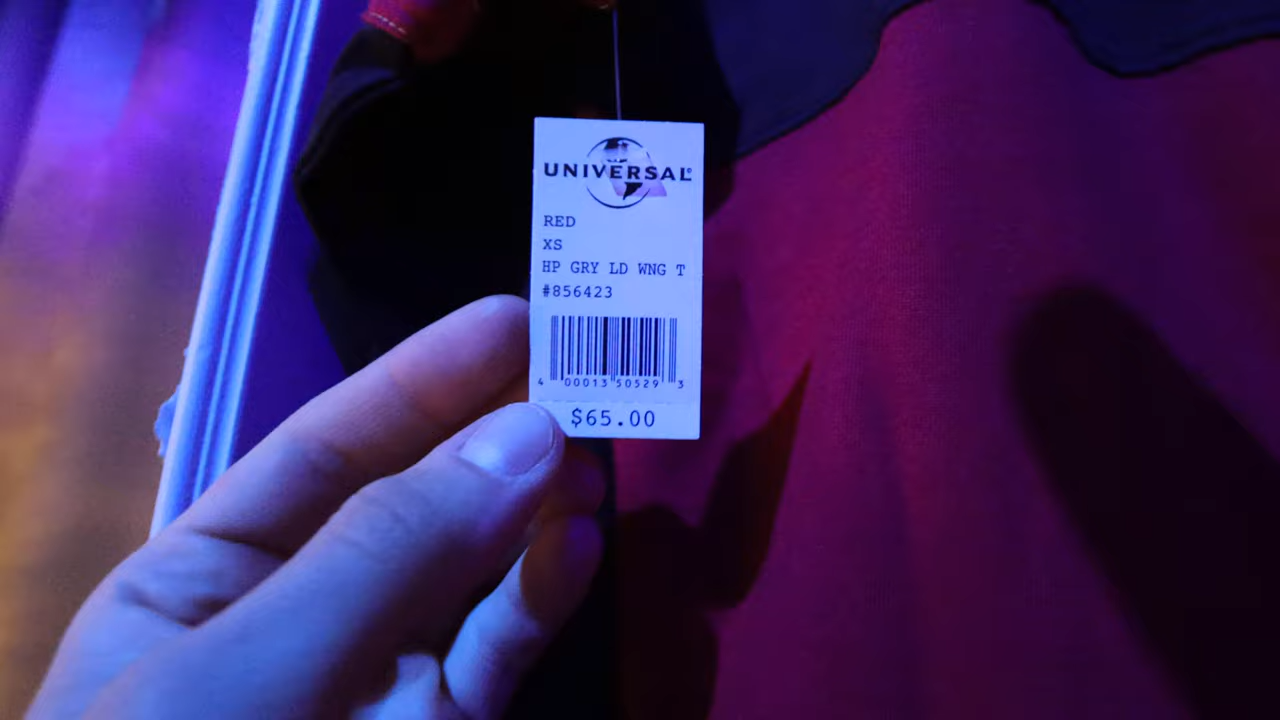 UNIVERSAL®
RED
XS
HP GRY LD WNG T
#856423
4 00013 50529 3
$65.00